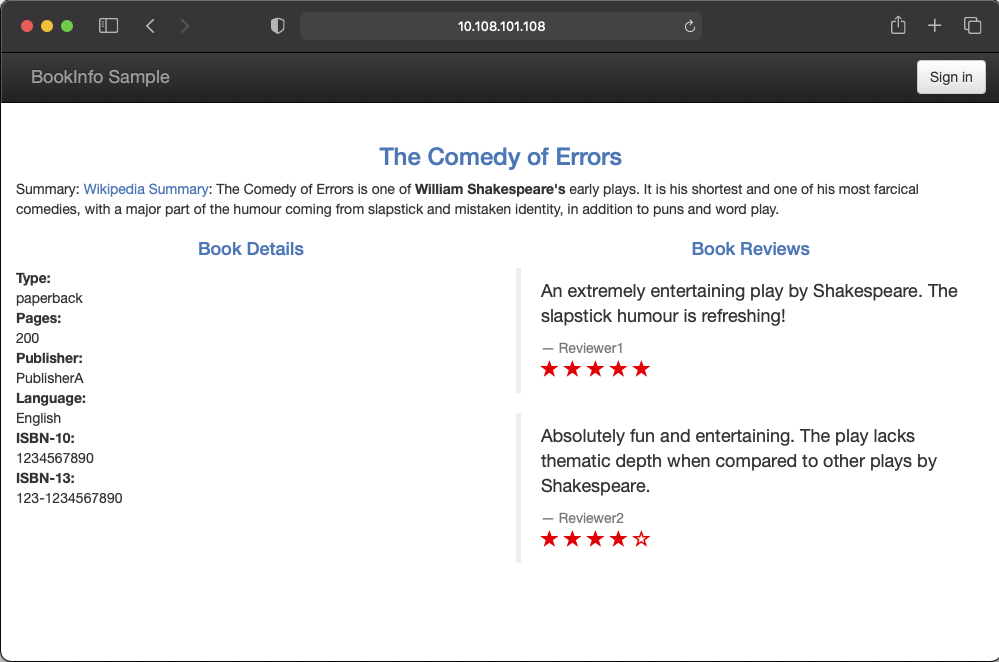 10.108.101.108
BookInfo Sample
Sign in
The Comedy of Errors
Summary: Wikipedia Summary: The Comedy of Errors is one of William Shakespeare's early plays. It is his shortest and one of his most farcical
comedies, with a major part of the humour coming from slapstick and mistaken identity, in addition to puns and word play.
Book Details
Type:
paperback
Pages:
200
Publisher:
PublisherA
Language:
English
ISBN-10:
1234567890
ISBN-13:
123-1234567890
Book Reviews
An extremely entertaining play by Shakespeare. The
slapstick humour is refreshing!
— Reviewer1
Absolutely fun and entertaining. The play lacks
thematic depth when compared to other plays by
Shakespeare.
— Reviewer2